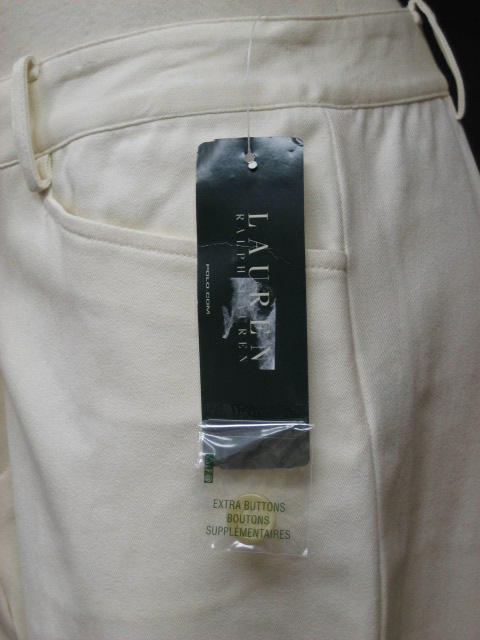 LAUREN
RALPH LAUREN
POLO.COM
EXTRA BUTTONS
BOUTONS
SUPPLÉMENTAIRES